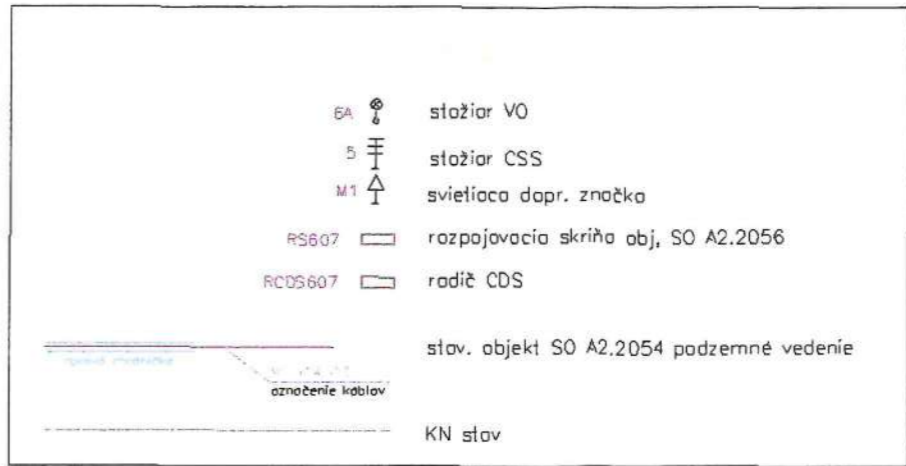 6A stožiar VO
5 stožiar CSS
M1 svietiaca dopr. značka
RS607 rozpojovacia skriňa obj, SO A2.2056
RCDS607 radič CDS
stav. objekt SO A2.2054 podzemné vedenie
označenie káblov
KN stav